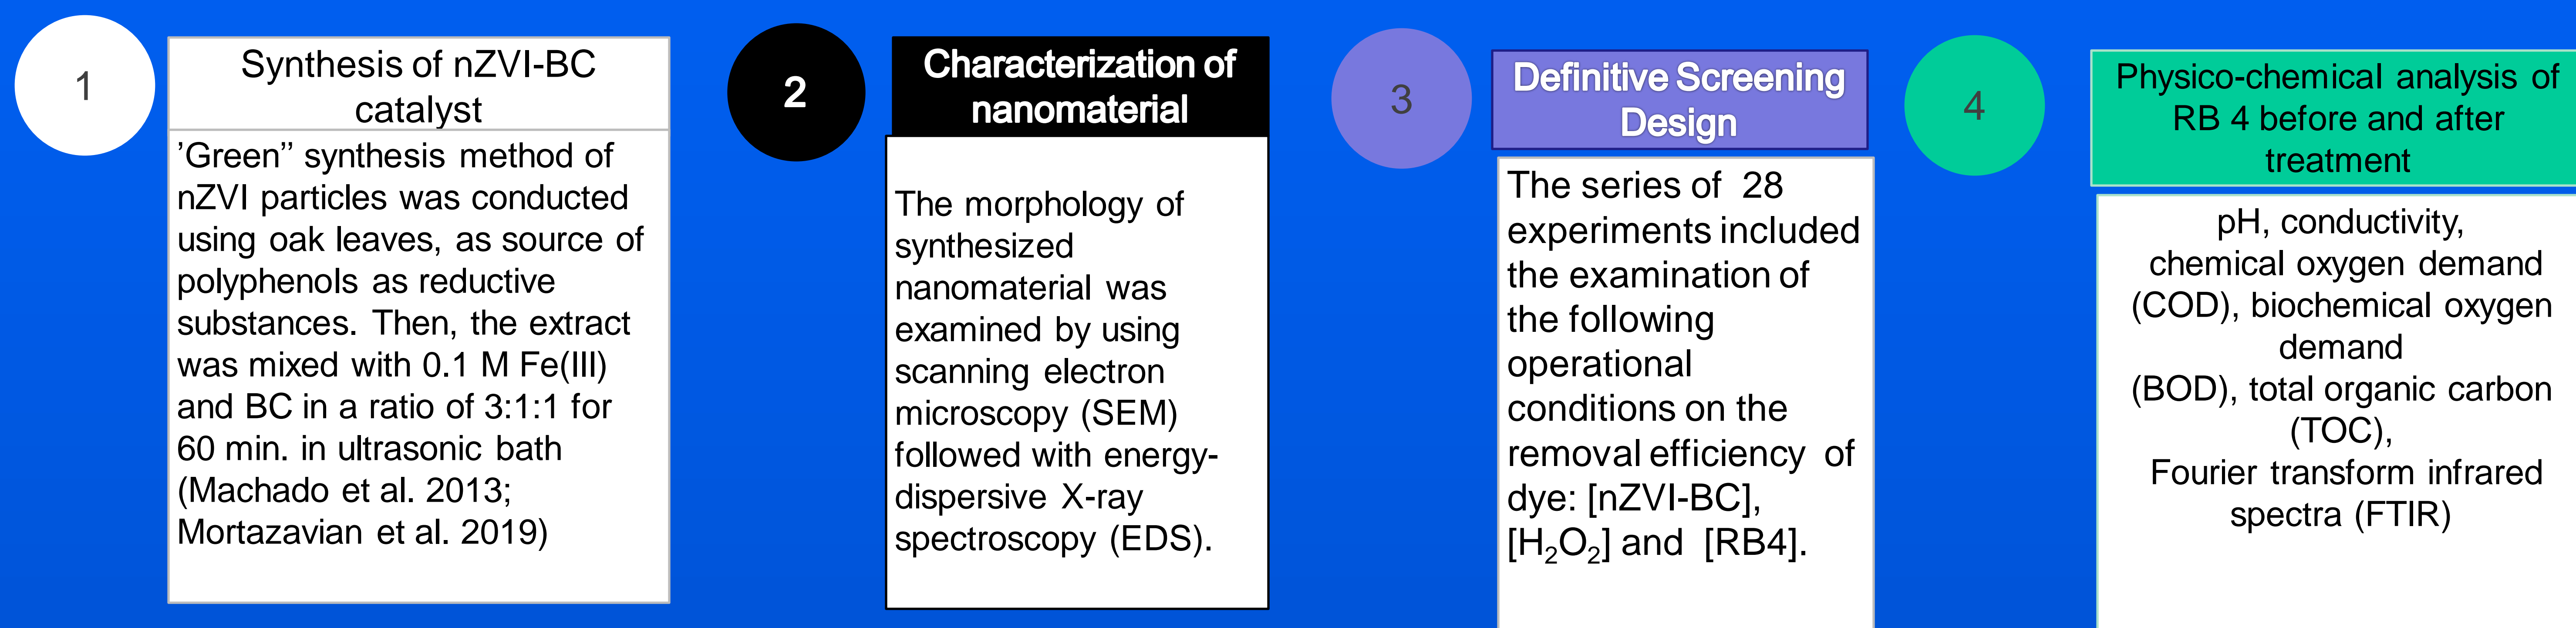 1
Synthesis of nZVI-BC
catalyst
’Green’’ synthesis method of
nZVI particles was conducted
using oak leaves, as source of
polyphenols as reductive
substances. Then, the extract
was mixed with 0.1 M Fe(III)
and BC in a ratio of 3:1:1 for
60 min. in ultrasonic bath
(Machado et al. 2013;
Mortazavian et al. 2019)
2
Characterization of
nanomaterial
The morphology of
synthesized
nanomaterial was
examined by using
scanning electron
microscopy (SEM)
followed with energy-
dispersive X-ray
spectroscopy (EDS).
3
Definitive Screening
Design
The series of 28
experiments included
the examination of
the following
operational
conditions on the
removal efficiency of
dye: [nZVI-BC],
[H₂O₂] and [RB4].
4
Physico-chemical analysis of
RB 4 before and after
treatment
pH, conductivity,
chemical oxygen demand
(COD), biochemical oxygen
demand
(BOD), total organic carbon
(TOC),
Fourier transform infrared
spectra (FTIR)